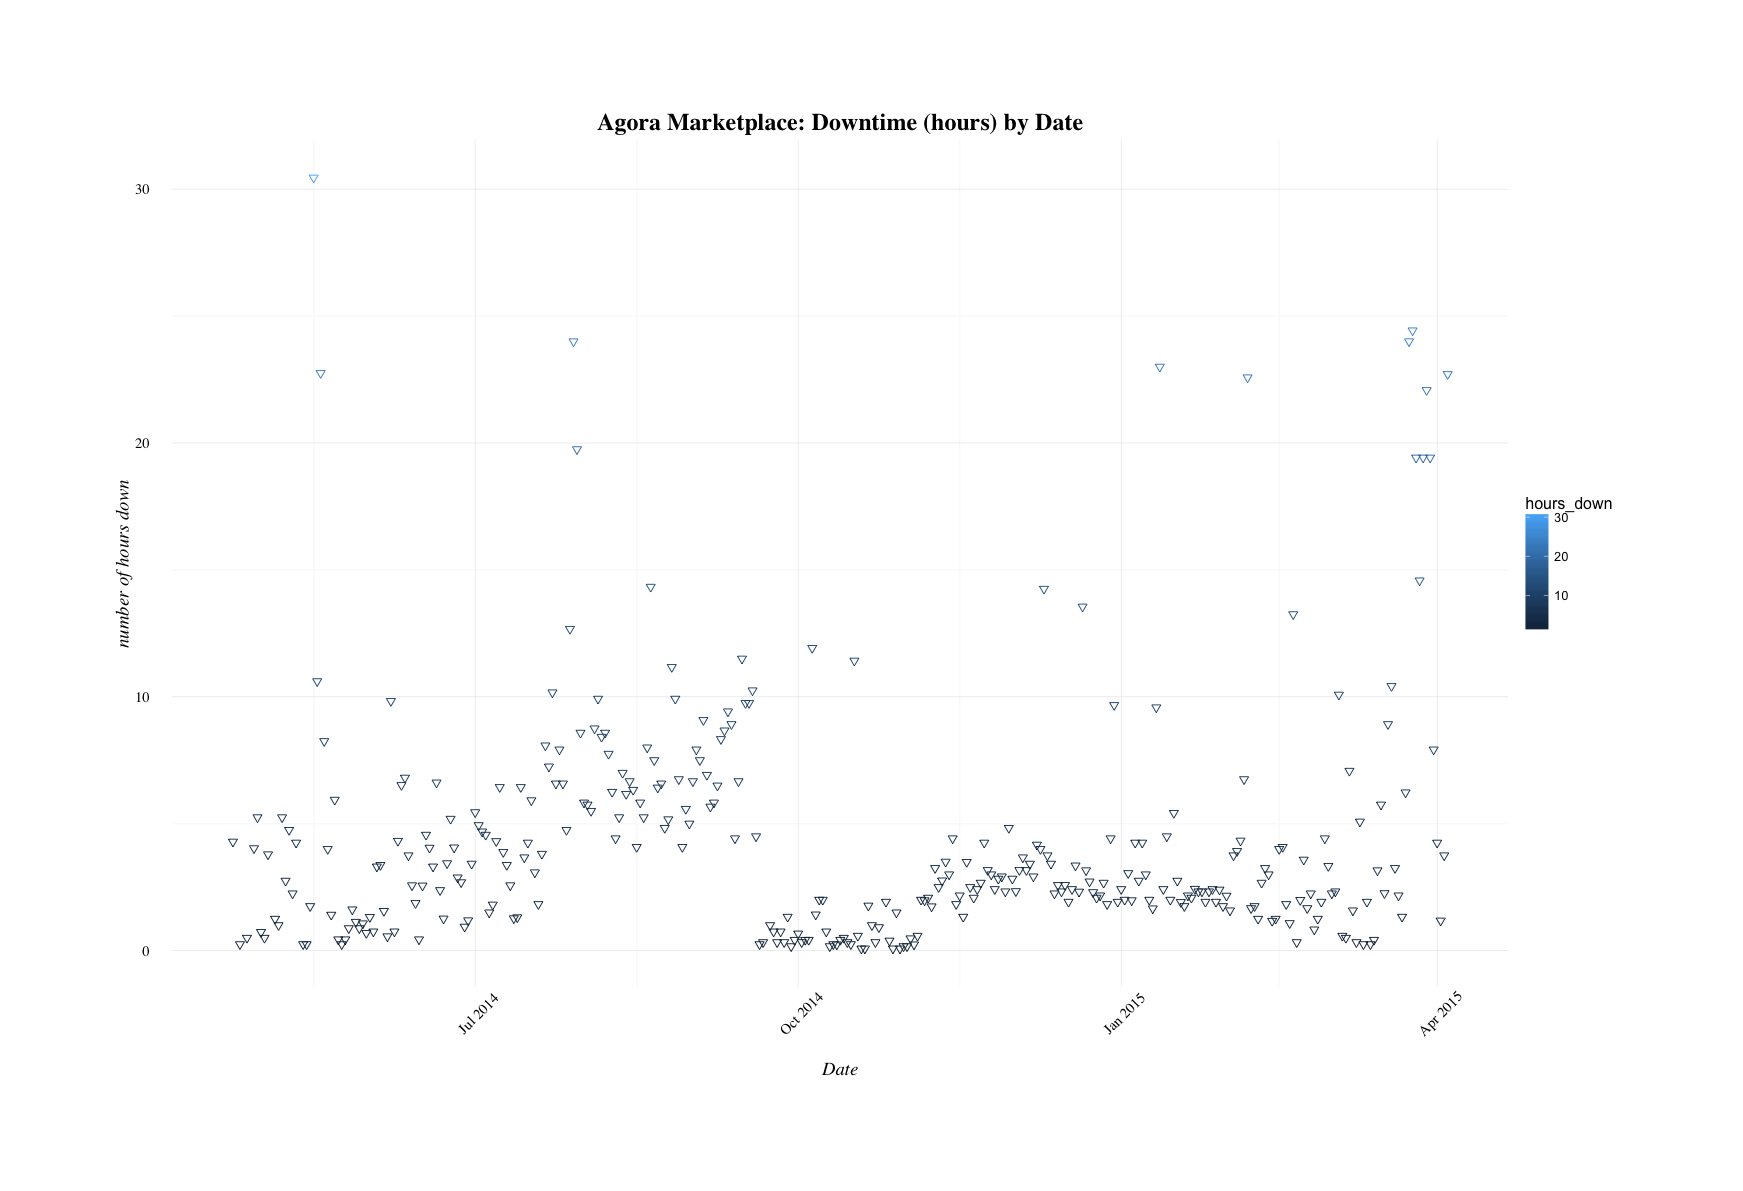 Agora Marketplace: Downtime (hours) by Date
30
20
10
0
number of hours down
Jul 2014
Oct 2014
Jan 2015
Apr 2015
Date
hours_down
30
20
10